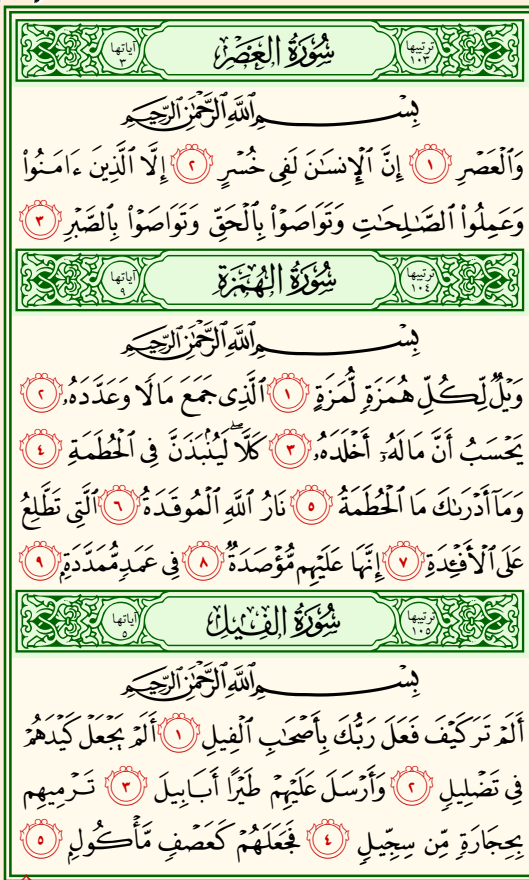 ترتيبها ١٠٣ سُورَةُ الْعَصْرِ آياتها ٣
بِسْمِ ٱللَّهِ ٱلرَّحْمَٰنِ ٱلرَّحِيمِ
وَٱلْعَصْرِ ١ إِنَّ ٱلْإِنسَٰنَ لَفِى خُسْرٍ ٢ إِلَّا ٱلَّذِينَ ءَامَنُوا۟
وَعَمِلُوا۟ ٱلصَّٰلِحَٰتِ وَتَوَاصَوْا۟ بِٱلْحَقِّ وَتَوَاصَوْا۟ بِٱلصَّبْرِ ٣
ترتيبها ١٠٤ سُورَةُ الْهُمَزَةِ آياتها ٩
بِسْمِ ٱللَّهِ ٱلرَّحْمَٰنِ ٱلرَّحِيمِ
وَيْلٌ لِّكُلِّ هُمَزَةٍ لُّمَزَةٍ ١ ٱلَّذِى جَمَعَ مَالًا وَعَدَّدَهُۥ ٢
يَحْسَبُ أَنَّ مَالَهُۥٓ أَخْلَدَهُۥ ٣ كَلَّا ۖ لَيُنۢبَذَنَّ فِى ٱلْحُطَمَةِ ٤
وَمَآ أَدْرَىٰكَ مَا ٱلْحُطَمَةُ ٥ نَارُ ٱللَّهِ ٱلْمُوقَدَةُ ٦ ٱلَّتِى تَطَّلِعُ
عَلَى ٱلْأَفْـِٔدَةِ ٧ إِنَّهَا عَلَيْهِم مُّؤْصَدَةٌ ٨ فِى عَمَدٍ مُّمَدَّدَةٍۭ ٩
ترتيبها ١٠٥ سُورَةُ الْفِيلِ آياتها ٥
بِسْمِ ٱللَّهِ ٱلرَّحْمَٰنِ ٱلرَّحِيمِ
أَلَمْ تَرَ كَيْفَ فَعَلَ رَبُّكَ بِأَصْحَٰبِ ٱلْفِيلِ ١ أَلَمْ يَجْعَلْ كَيْدَهُمْ
فِى تَضْلِيلٍ ٢ وَأَرْسَلَ عَلَيْهِمْ طَيْرًا أَبَابِيلَ ٣ تَرْمِيهِم
بِحِجَارَةٍ مِّن سِجِّيلٍ ٤ فَجَعَلَهُمْ كَعَصْفٍ مَّأْكُولٍۭ ٥